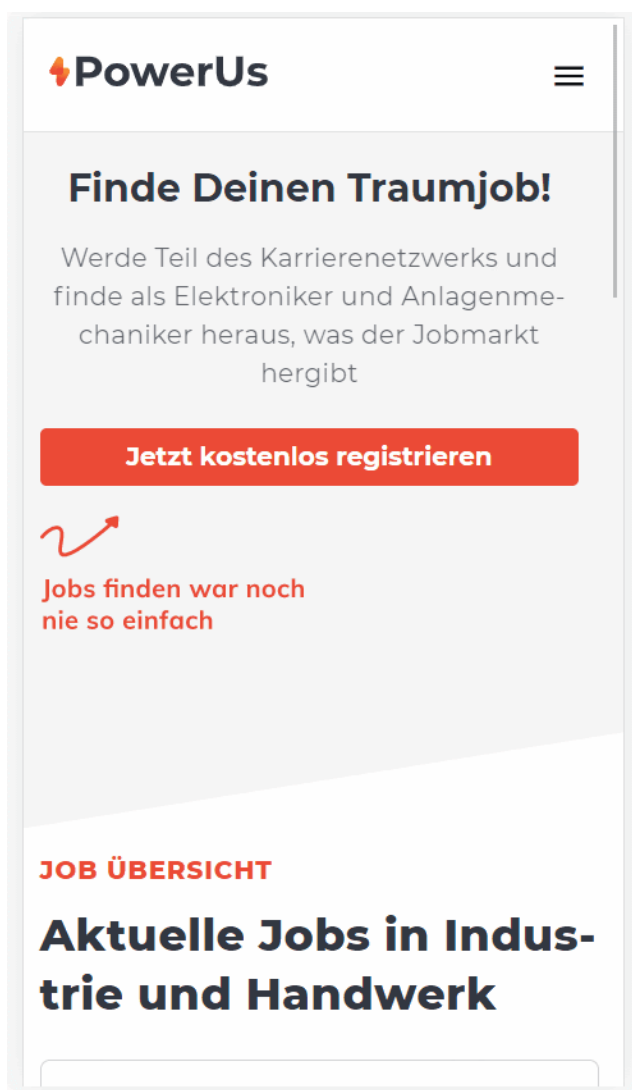 PowerUs
Finde Deinen Traumjob!
Werde Teil des Karrierenetzwerks und
finde als Elektroniker und Anlagenme-
chaniker heraus, was der Jobmarkt
hergibt
Jetzt kostenlos registrieren
Jobs finden war noch
nie so einfach
JOB ÜBERSICHT
Aktuelle Jobs in Indus-
trie und Handwerk